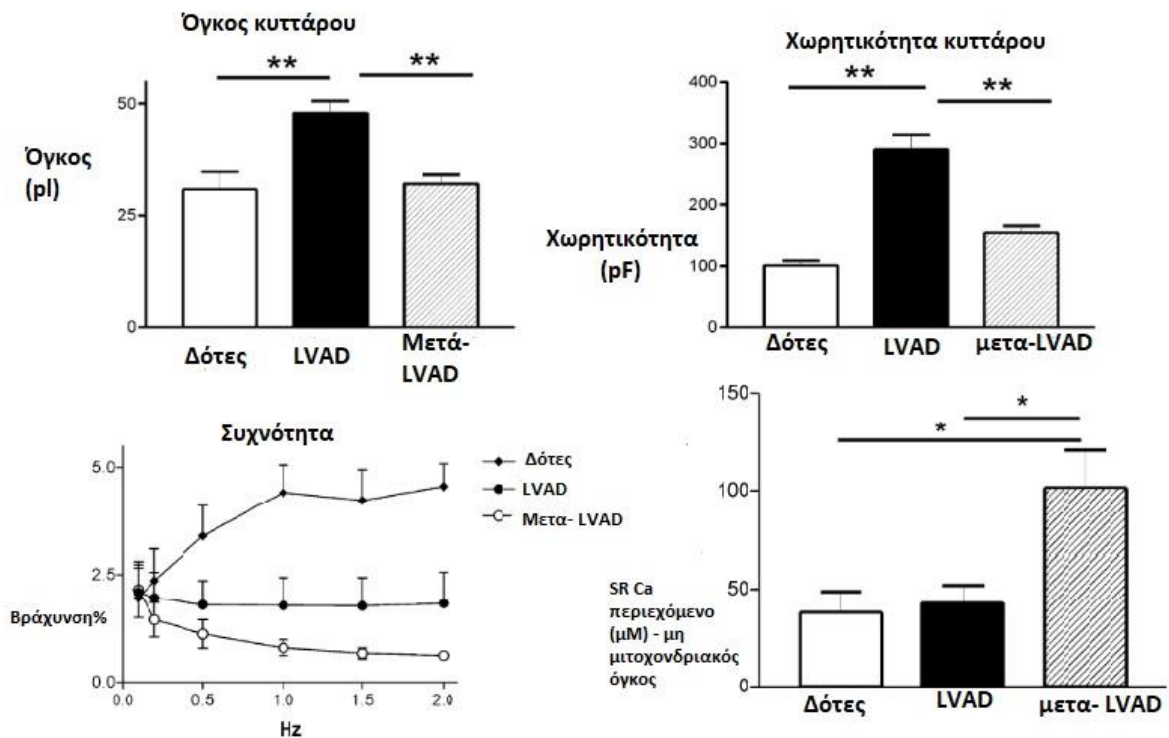 Όγκος κυττάρου
**
**
50
25
0
Όγκος
(pl)
Δότες
LVAD
Μετά-
LVAD
Χωρητικότητα κυττάρου
**
**
400
300
200
100
0
Χωρητικότητα
(pF)
Δότες
LVAD
μετα-LVAD
Συχνότητα
5.0
2.5
0.0
Βράχυνση%
0.0
0.5
1.0
1.5
2.0
Hz
Δότες
LVAD
Μετα- LVAD
150
100
50
0
*
*
SR Ca
περιεχόμενο
(μM) - μη
μιτοχονδριακός
όγκος
Δότες
LVAD
μετα- LVAD